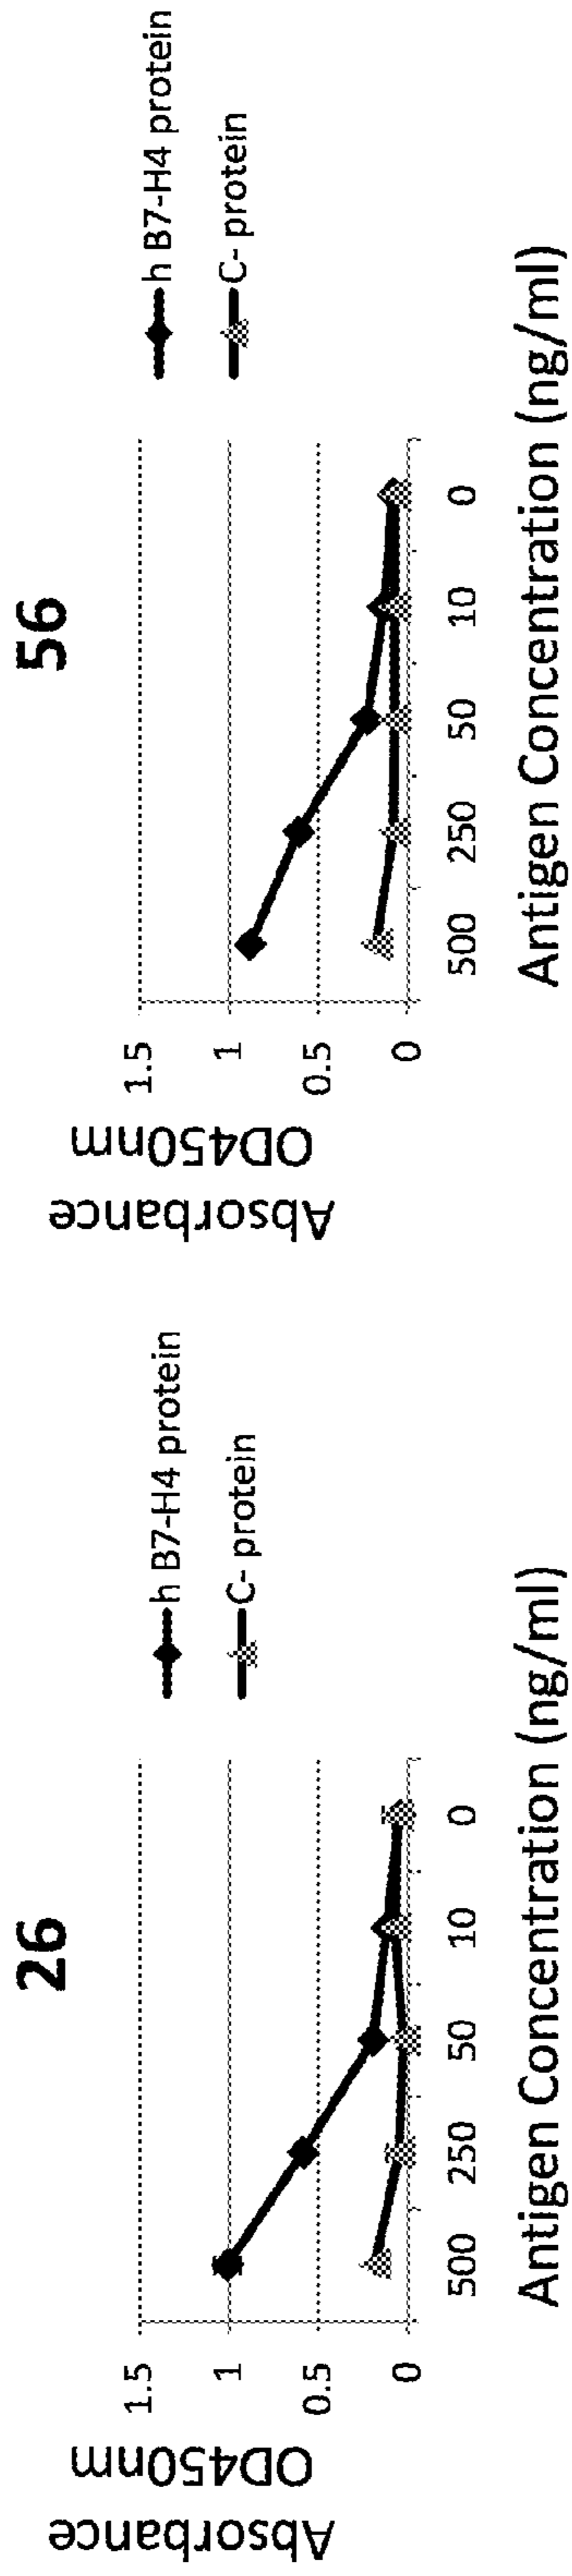 26
Absorbance
OD450nm
1.5
1
0.5
0
500 250 50 10 0
Antigen Concentration (ng/ml)
h B7-H4 protein
C- protein
56
Absorbance
OD450nm
1.5
1
0.5
0
500 250 50 10 0
Antigen Concentration (ng/ml)
h B7-H4 protein
C- protein